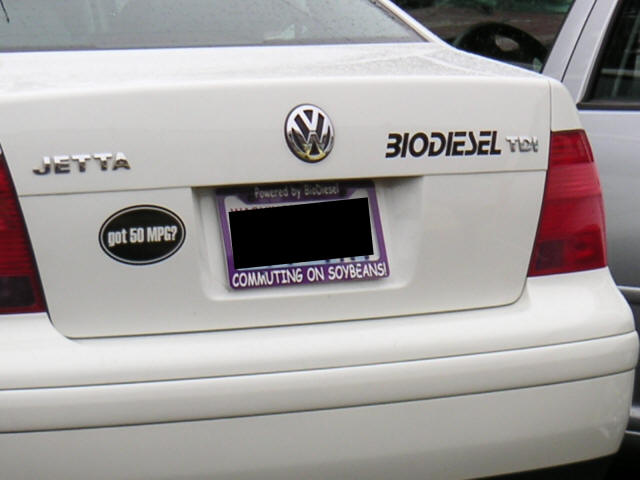 JETTA
BIODIESEL TDI
got 50 MPG?
Powered by BioDiesel
COMMUTING ON SOYBEANS!